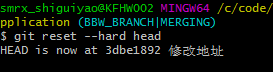 smrx_shiguiyao@KFHW002 MINGW64 /c/code/
pplication (BBW_BRANCH|MERGING)
$ git reset --hard head
HEAD is now at 3dbe1892 修改地址